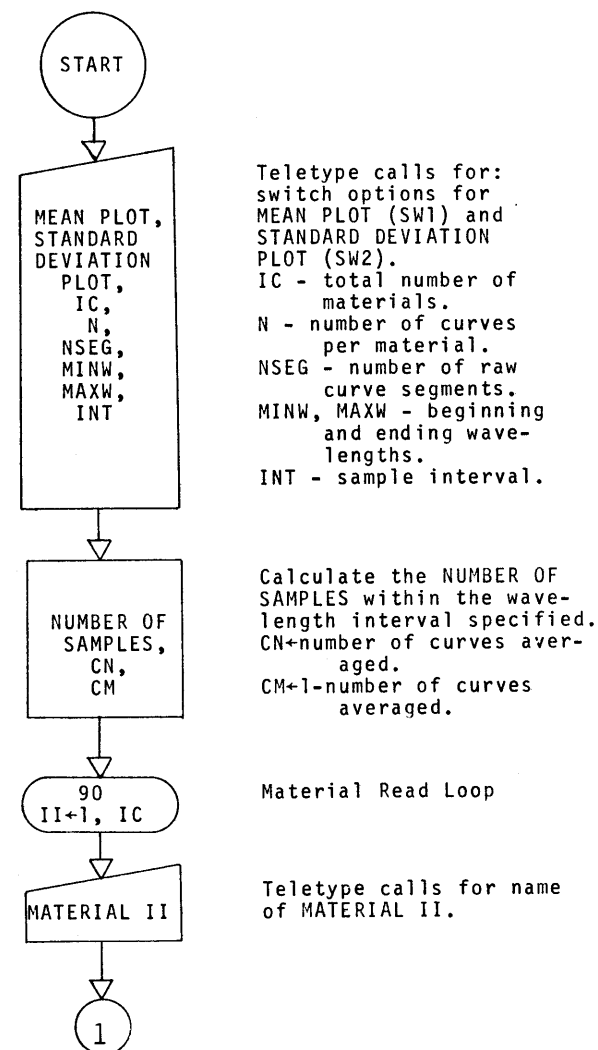 START
MEAN PLOT,
STANDARD
DEVIATION
PLOT,
IC,
N,
NSEG,
MINW,
MAXW,
INT
Teletype calls for:
switch options for
MEAN PLOT (SW1) and
STANDARD DEVIATION
PLOT (SW2).
IC - total number of
materials.
N - number of curves
per material.
NSEG - number of raw
curve segments.
MINW, MAXW - beginning
and ending wave-
lengths.
INT - sample interval.
NUMBER OF
SAMPLES,
CN,
CM
Calculate the NUMBER OF
SAMPLES within the wave-
length interval specified.
CN←number of curves aver-
aged.
CM←1-number of curves
averaged.
90
II←1, IC
Material Read Loop
MATERIAL II
Teletype calls for name
of MATERIAL II.
1